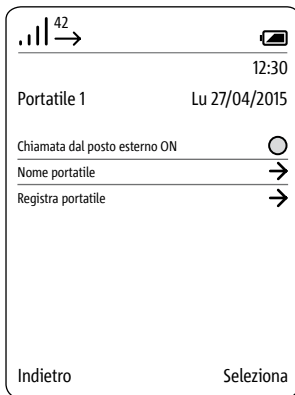 42
12:30
Portatile 1 Lu 27/04/2015
Chiamata dal posto esterno ON
Nome portatile
Registra portatile
Indietro Seleziona